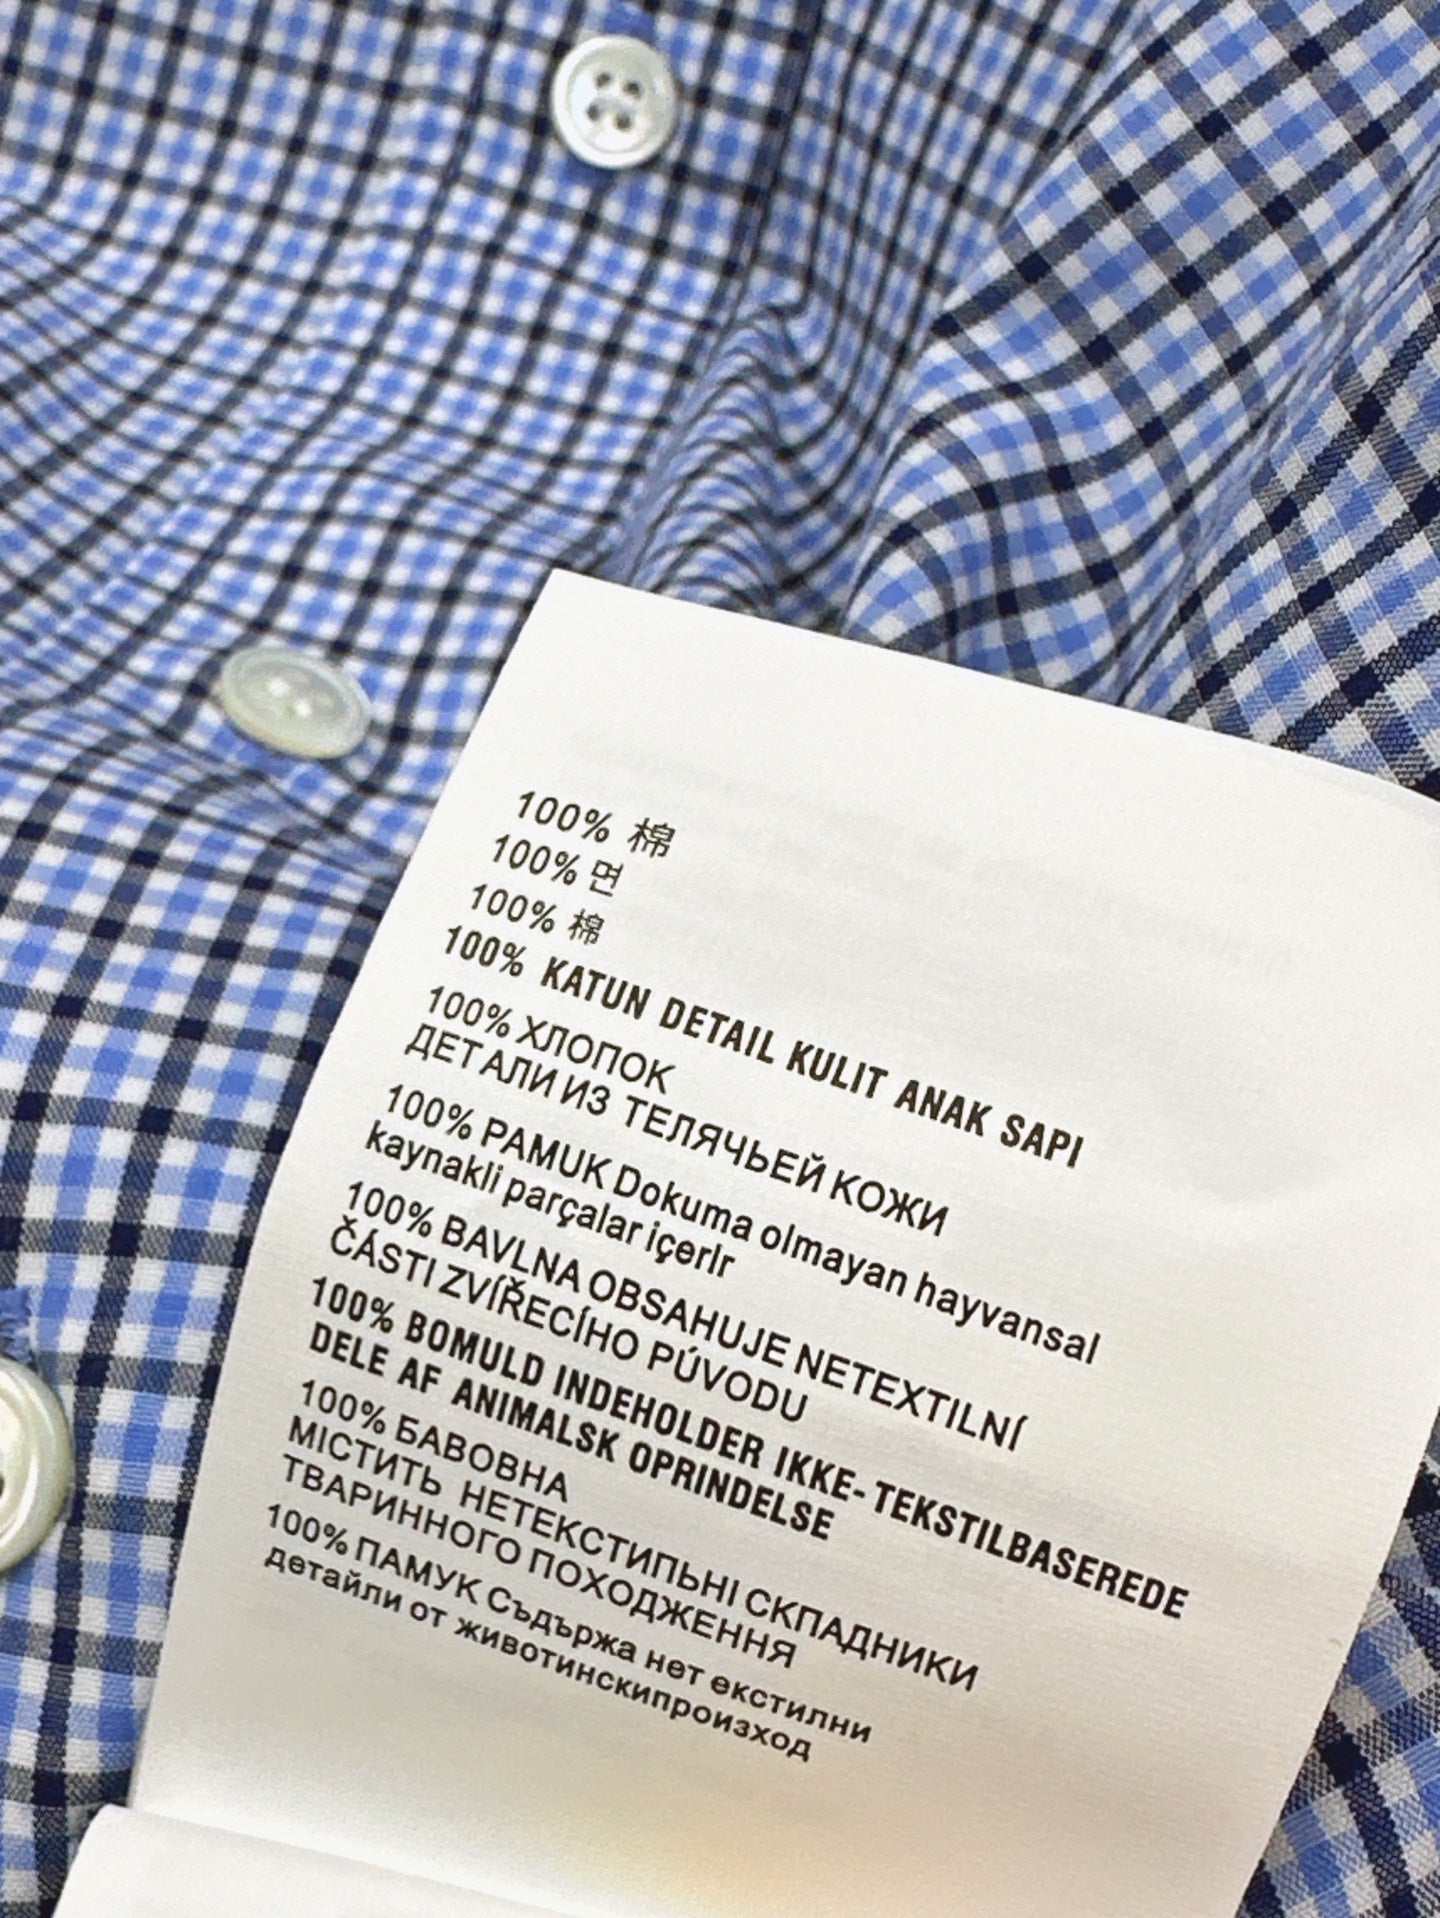 100% 棉
100% 면
100% 棉
100% KATUN DETAIL KULIT ANAK SAPI
100% ХЛОПОК
ДЕТАЛИ ИЗ ТЕЛЯЧЬЕЙ КОЖИ
100% PAMUK Dokuma olmayan hayvansal
kaynakli parçalar içerIr
100% BAVLNA OBSAHUJE NETEXTILNÍ
ČÁSTI ZVÍŘECÍHO PÚVODU
100% BOMULD INDEHOLDER IKKE-TEKSTILBASEREDE
DELE AF ANIMALSK OPRINDELSE
100% БАВОВНА
МІСТИТЬ НЕТЕКСТИПЬНІ СКПАДНИКИ
ТВАРИННОГО ПОХОДЖЕННЯ
100% ПАМУК Съдържа нет екстилни
детайли от животинскипроизход